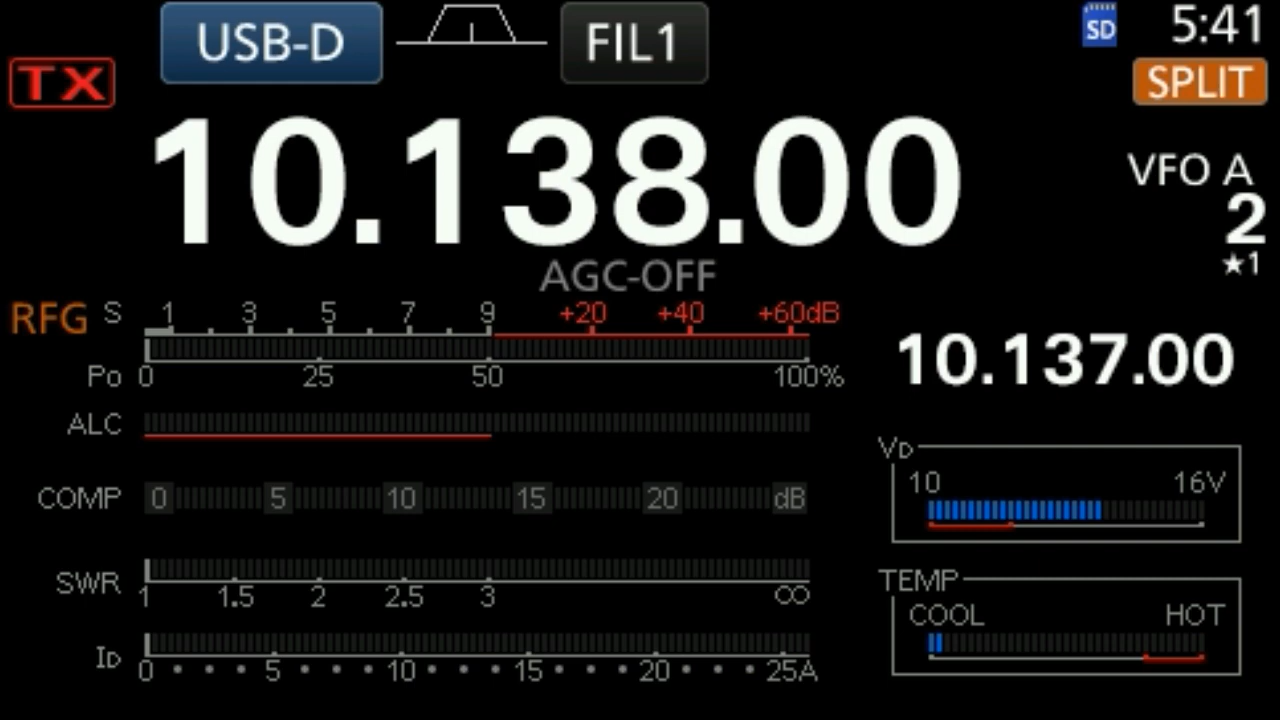 USB-D FIL1 SD 5:41
TX SPLIT
10.138.00 VFO A
2
★1
AGC-OFF
RFG S 1 3 5 7 9 +20 +40 +60dB
10.137.00
Po 0 25 50 100%
ALC
VD
10 16V
COMP 0 5 10 15 20 dB
TEMP
SWR 1 1.5 2 2.5 3 ∞
COOL HOT
ID 0 5 10 15 20 25A